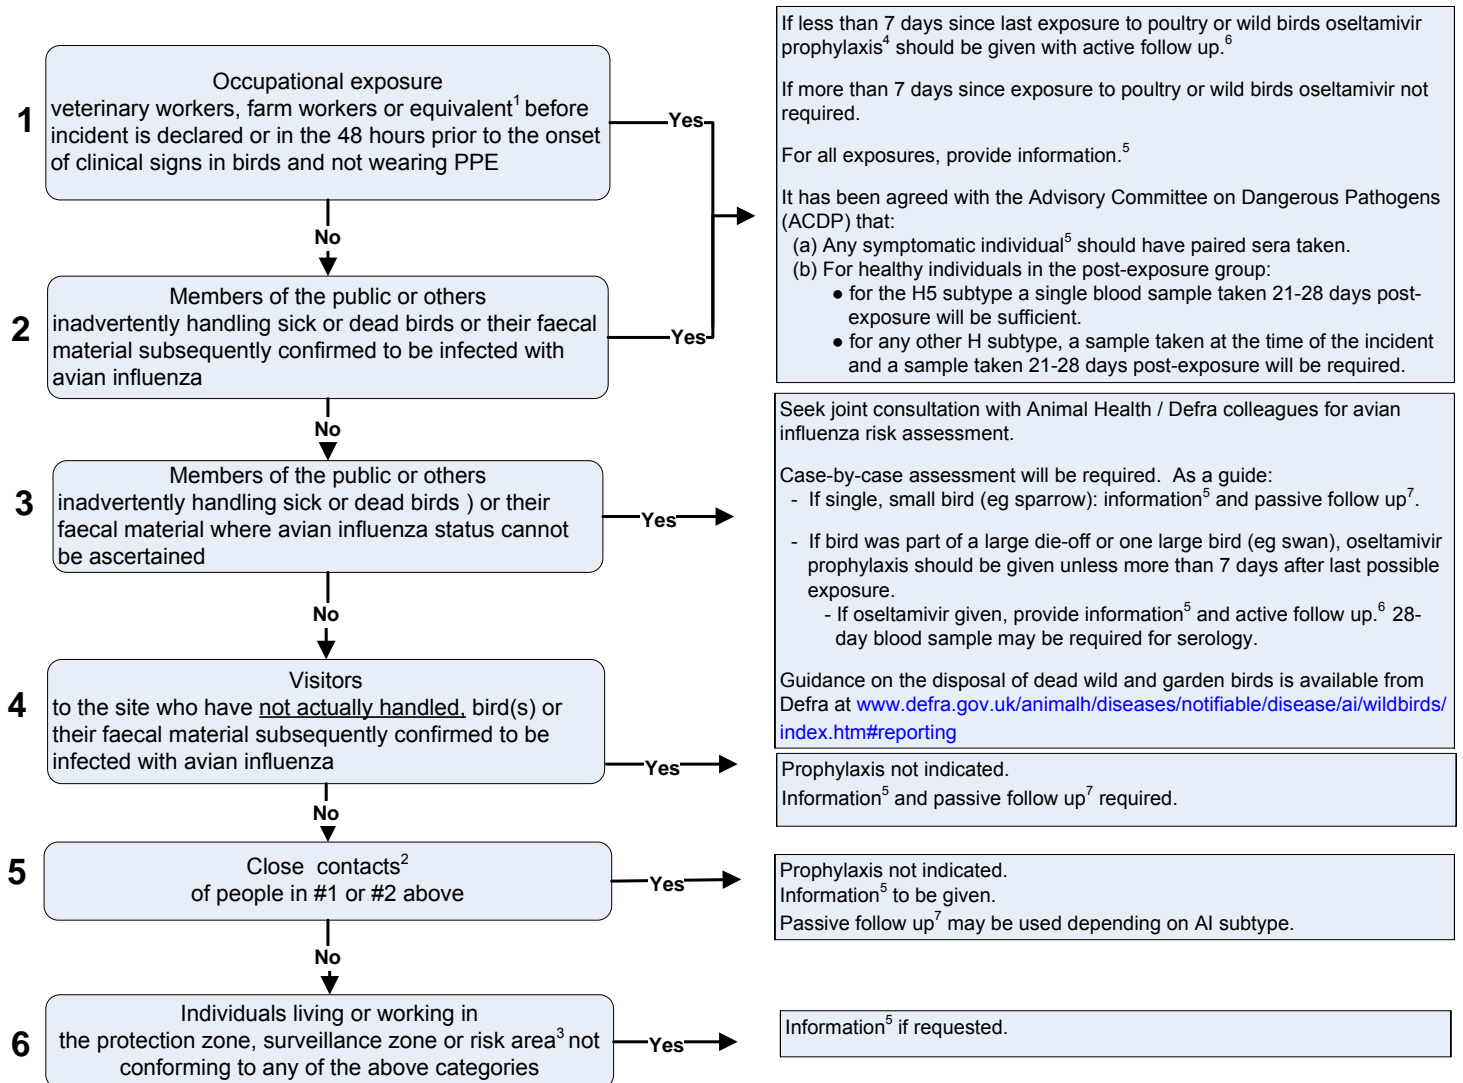 1
Occupational exposure
veterinary workers, farm workers or equivalent1 before
incident is declared or in the 48 hours prior to the onset
of clinical signs in birds and not wearing PPE
Yes
If less than 7 days since last exposure to poultry or wild birds oseltamivir
prophylaxis4 should be given with active follow up.6
If more than 7 days since exposure to poultry or wild birds oseltamivir not
required.
For all exposures, provide information.5
It has been agreed with the Advisory Committee on Dangerous Pathogens
(ACDP) that:
(a) Any symptomatic individual5 should have paired sera taken.
(b) For healthy individuals in the post-exposure group:
● for the H5 subtype a single blood sample taken 21-28 days post-
exposure will be sufficient.
● for any other H subtype, a sample taken at the time of the incident
and a sample taken 21-28 days post-exposure will be required.
No
2
Members of the public or others
inadvertently handling sick or dead birds or their faecal
material subsequently confirmed to be infected with
avian influenza
Yes
No
3
Members of the public or others
inadvertently handling sick or dead birds ) or their
faecal material where avian influenza status cannot
be ascertained
Yes
Seek joint consultation with Animal Health / Defra colleagues for avian
influenza risk assessment.
Case-by-case assessment will be required. As a guide:
- If single, small bird (eg sparrow): information5 and passive follow up7.
- If bird was part of a large die-off or one large bird (eg swan), oseltamivir
prophylaxis should be given unless more than 7 days after last possible
exposure.
- If oseltamivir given, provide information5 and active follow up.6 28-
day blood sample may be required for serology.
Guidance on the disposal of dead wild and garden birds is available from
Defra at www.defra.gov.uk/animalh/diseases/notifiable/disease/ai/wildbirds/
index.htm#reporting
No
4
Visitors
to the site who have not actually handled, bird(s) or
their faecal material subsequently confirmed to be
infected with avian influenza
Yes
Prophylaxis not indicated.
Information5 and passive follow up7 required.
No
5
Close contacts2
of people in #1 or #2 above
Yes
Prophylaxis not indicated.
Information5 to be given.
Passive follow up7 may be used depending on AI subtype.
No
6
Individuals living or working in
the protection zone, surveillance zone or risk area3 not
conforming to any of the above categories
Yes
Information5 if requested.